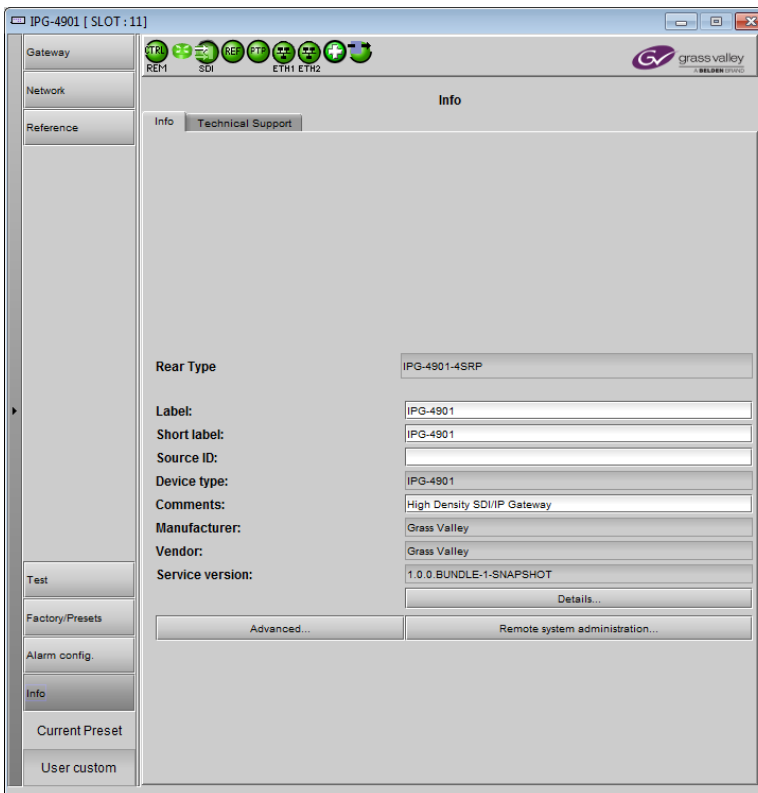 IPG-4901 [ SLOT : 11]
Gateway
Network
Reference
Test
Factory/Presets
Alarm config.
Info
Current Preset
User custom
CTRL REF PTP
REM SDI ETH1 ETH2
GV grass valley
A BELDEN BRAND
Info
Info Technical Support
Rear Type IPG-4901-4SRP
Label: IPG-4901
Short label: IPG-4901
Source ID:
Device type: IPG-4901
Comments: High Density SDI/IP Gateway
Manufacturer: Grass Valley
Vendor: Grass Valley
Service version: 1.0.0.BUNDLE-1-SNAPSHOT
Details...
Advanced... Remote system administration...